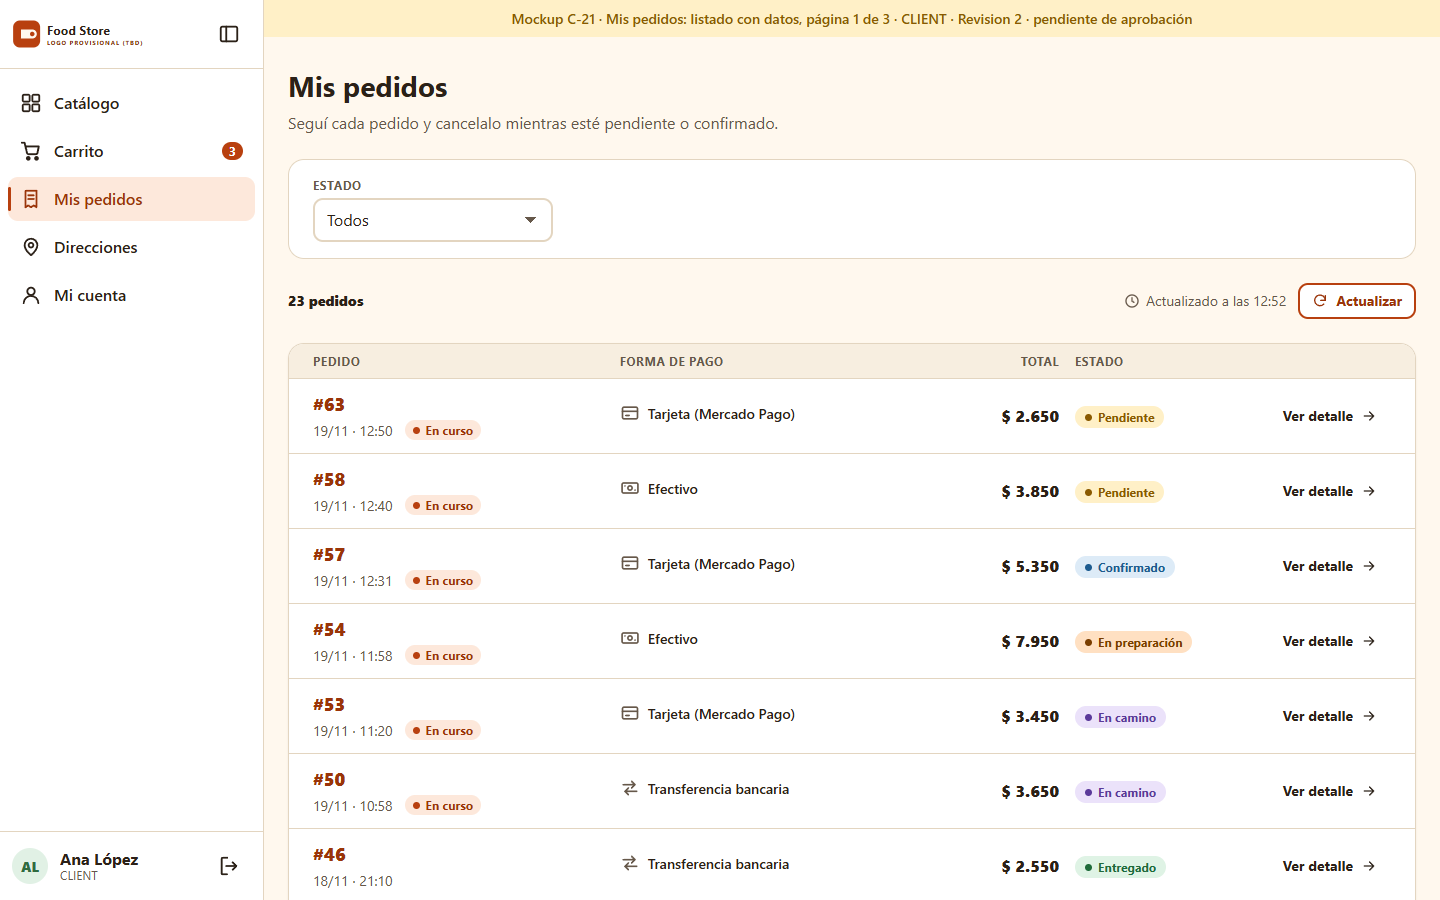 Food Store
LOGO PROVISIONAL (TBD)
Catálogo
Carrito 3
Mis pedidos
Direcciones
Mi cuenta
AL
Ana López
CLIENT
Mockup C-21 · Mis pedidos: listado con datos, página 1 de 3 · CLIENT · Revision 2 · pendiente de aprobación
Mis pedidos
Seguí cada pedido y cancelalo mientras esté pendiente o confirmado.
ESTADO
Todos
23 pedidos
Actualizado a las 12:52
Actualizar
PEDIDO FORMA DE PAGO TOTAL ESTADO
#63
19/11 · 12:50 En curso
Tarjeta (Mercado Pago) $ 2.650 Pendiente Ver detalle
#58
19/11 · 12:40 En curso
Efectivo $ 3.850 Pendiente Ver detalle
#57
19/11 · 12:31 En curso
Tarjeta (Mercado Pago) $ 5.350 Confirmado Ver detalle
#54
19/11 · 11:58 En curso
Efectivo $ 7.950 En preparación Ver detalle
#53
19/11 · 11:20 En curso
Tarjeta (Mercado Pago) $ 3.450 En camino Ver detalle
#50
19/11 · 10:58 En curso
Transferencia bancaria $ 3.650 En camino Ver detalle
#46
18/11 · 21:10
Transferencia bancaria $ 2.550 Entregado Ver detalle